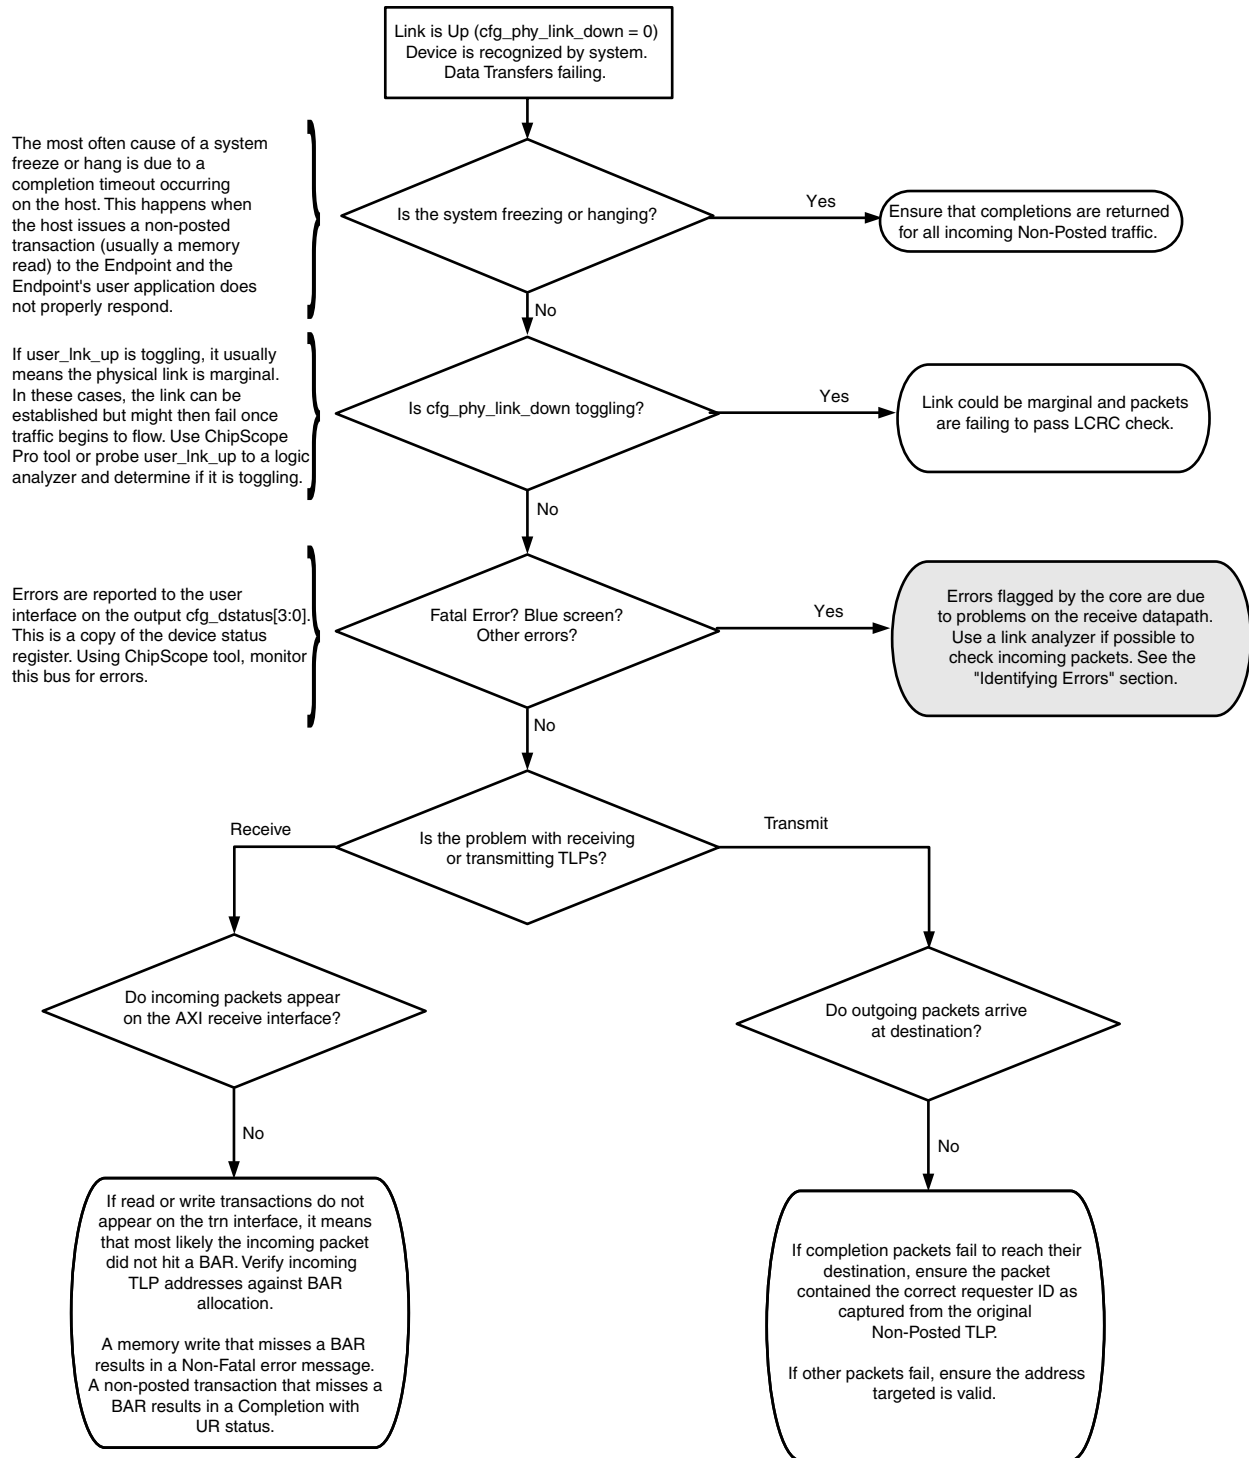 Link is Up (cfg_phy_link_down = 0)
Device is recognized by system.
Data Transfers failing.
The most often cause of a system
freeze or hang is due to a
completion timeout occurring
on the host. This happens when
the host issues a non-posted
transaction (usually a memory
read) to the Endpoint and the
Endpoint's user application does
not properly respond.
Is the system freezing or hanging?
Yes
Ensure that completions are returned
for all incoming Non-Posted traffic.
No
If user_lnk_up is toggling, it usually
means the physical link is marginal.
In these cases, the link can be
established but might then fail once
traffic begins to flow. Use ChipScope
Pro tool or probe user_lnk_up to a logic
analyzer and determine if it is toggling.
Is cfg_phy_link_down toggling?
Yes
Link could be marginal and packets
are failing to pass LCRC check.
No
Errors are reported to the user
interface on the output cfg_dstatus[3:0].
This is a copy of the device status
register. Using ChipScope tool, monitor
this bus for errors.
Fatal Error? Blue screen?
Other errors?
Yes
Errors flagged by the core are due
to problems on the receive datapath.
Use a link analyzer if possible to
check incoming packets. See the
"Identifying Errors" section.
No
Is the problem with receiving
or transmitting TLPs?
Receive
Transmit
Do incoming packets appear
on the AXI receive interface?
Do outgoing packets arrive
at destination?
No
No
If read or write transactions do not
appear on the trn interface, it means
that most likely the incoming packet
did not hit a BAR. Verify incoming
TLP addresses against BAR
allocation.
A memory write that misses a BAR
results in a Non-Fatal error message.
A non-posted transaction that misses a
BAR results in a Completion with
UR status.
If completion packets fail to reach their
destination, ensure the packet
contained the correct requester ID as
captured from the original
Non-Posted TLP.
If other packets fail, ensure the address
targeted is valid.